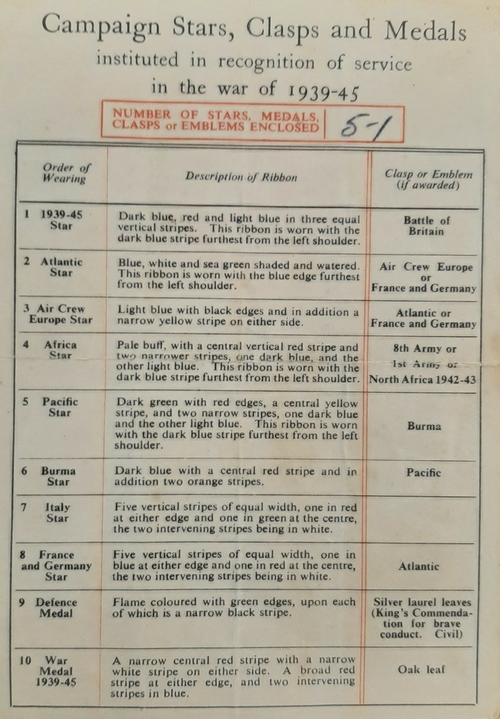 Campaign Stars, Clasps and Medals
instituted in recognition of service
in the war of 1939-45
NUMBER OF STARS, MEDALS,
CLASPS or EMBLEMS ENCLOSED
5-1
Order of
Wearing
Description of Ribbon
Clasp or Emblem
(if awarded)
1 1939-45
Star
Dark blue, red and light blue in three equal
vertical stripes. This ribbon is worn with the
dark blue stripe furthest from the left shoulder.
Battle of
Britain
2 Atlantic
Star
Blue, white and sea green shaded and watered.
This ribbon is worn with the blue edge furthest
from the left shoulder.
Air Crew Europe
or
France and Germany
3 Air Crew
Europe Star
Light blue with black edges and in addition a
narrow yellow stripe on either side.
Atlantic or
France and Germany
4 Africa
Star
Pale buff, with a central vertical red stripe and
two narrower stripes, one dark blue, and the
other light blue. This ribbon is worn with the
dark blue stripe furthest from the left shoulder.
8th Army or
1st Army or
North Africa 1942-43
5 Pacific
Star
Dark green with red edges, a central yellow
stripe, and two narrow stripes, one dark blue
and the other light blue. This ribbon is worn
with the dark blue stripe furthest from the left
shoulder.
Burma
6 Burma
Star
Dark blue with a central red stripe and in
addition two orange stripes.
Pacific
7 Italy
Star
Five vertical stripes of equal width, one in red
at either edge and one in green at the centre,
the two intervening stripes being in white.
8 France
and Germany
Star
Five vertical stripes of equal width, one in
blue at either edge and one in red at the centre,
the two intervening stripes being in white.
Atlantic
9 Defence
Medal
Flame coloured with green edges, upon each
of which is a narrow black stripe.
Silver laurel leaves
(King's Commenda-
tion for brave
conduct. Civil)
10 War
Medal
1939-45
A narrow central red stripe with a narrow
white stripe on either side. A broad red
stripe at either edge, and two intervening
stripes in blue.
Oak leaf